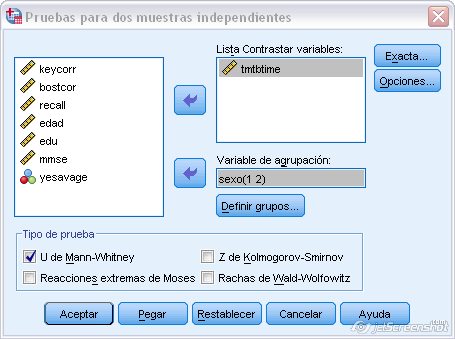 Pruebas para dos muestras independientes
Lista Contrastar variables:
keycorr
bostcor
recall
edad
edu
mmse
yesavage
tmtbtime
Exacta...
Opciones...
Variable de agrupación:
sexo(1 2)
Definir grupos...
Tipo de prueba
U de Mann-Whitney
Z de Kolmogorov-Smirnov
Reacciones extremas de Moses
Rachas de Wald-Wolfowitz
Aceptar
Pegar
Restablecer
Cancelar
Ayuda
jetScreenshot